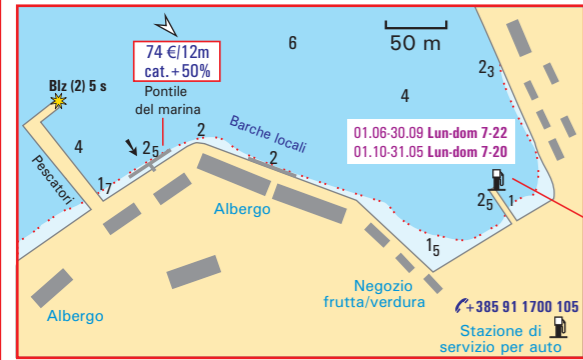 74 €/12m
cat. +50%
6
50 m
Blz (2) 5 s
Pontile
del marina
4
2₃
4
2₅
2
Barche locali
01.06-30.09 Lun-dom 7-22
01.10-31.05 Lun-dom 7-20
Pescatori
1₇
2
2₅
1
Albergo
1₅
Negozio
frutta/verdura
+385 91 1700 105
Albergo
Stazione di
servizio per auto